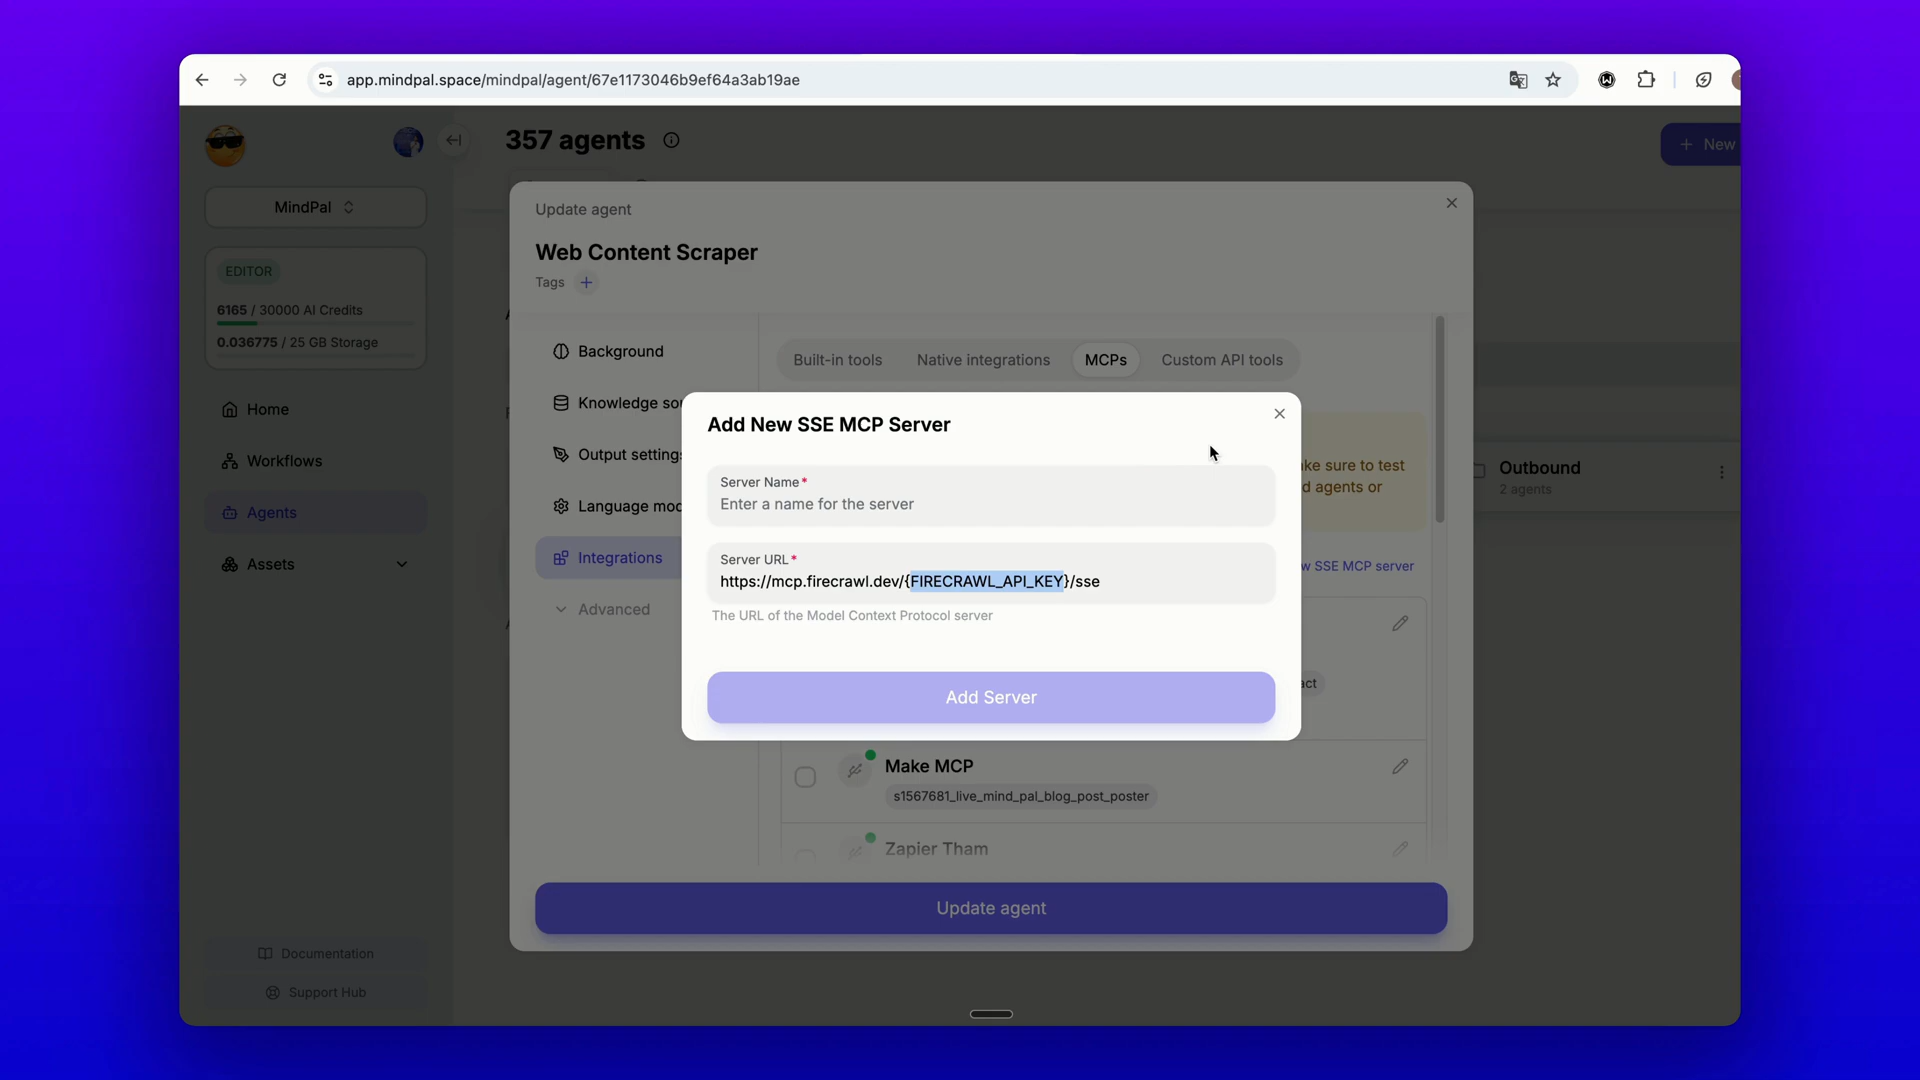 app.mindpal.space/mindpal/agent/67e1173046b9ef64a3ab19ae
357 agents
+ New
MindPal
EDITOR
6165 / 30000 AI Credits
0.036775 / 25 GB Storage
Home
Workflows
Agents
Assets
Documentation
Support Hub
Update agent
Web Content Scraper
Tags +
Background
Knowledge sou
Output settings
Language mod
Integrations
Advanced
Built-in tools
Native integrations
MCPs
Custom API tools
ke sure to test
d agents or
w SSE MCP server
act
Add New SSE MCP Server
Server Name*
Enter a name for the server
Server URL*
https://mcp.firecrawl.dev/{FIRECRAWL_API_KEY}/sse
The URL of the Model Context Protocol server
Add Server
Outbound
2 agents
Make MCP
s1567681_live_mind_pal_blog_post_poster
Zapier Tham
Update agent